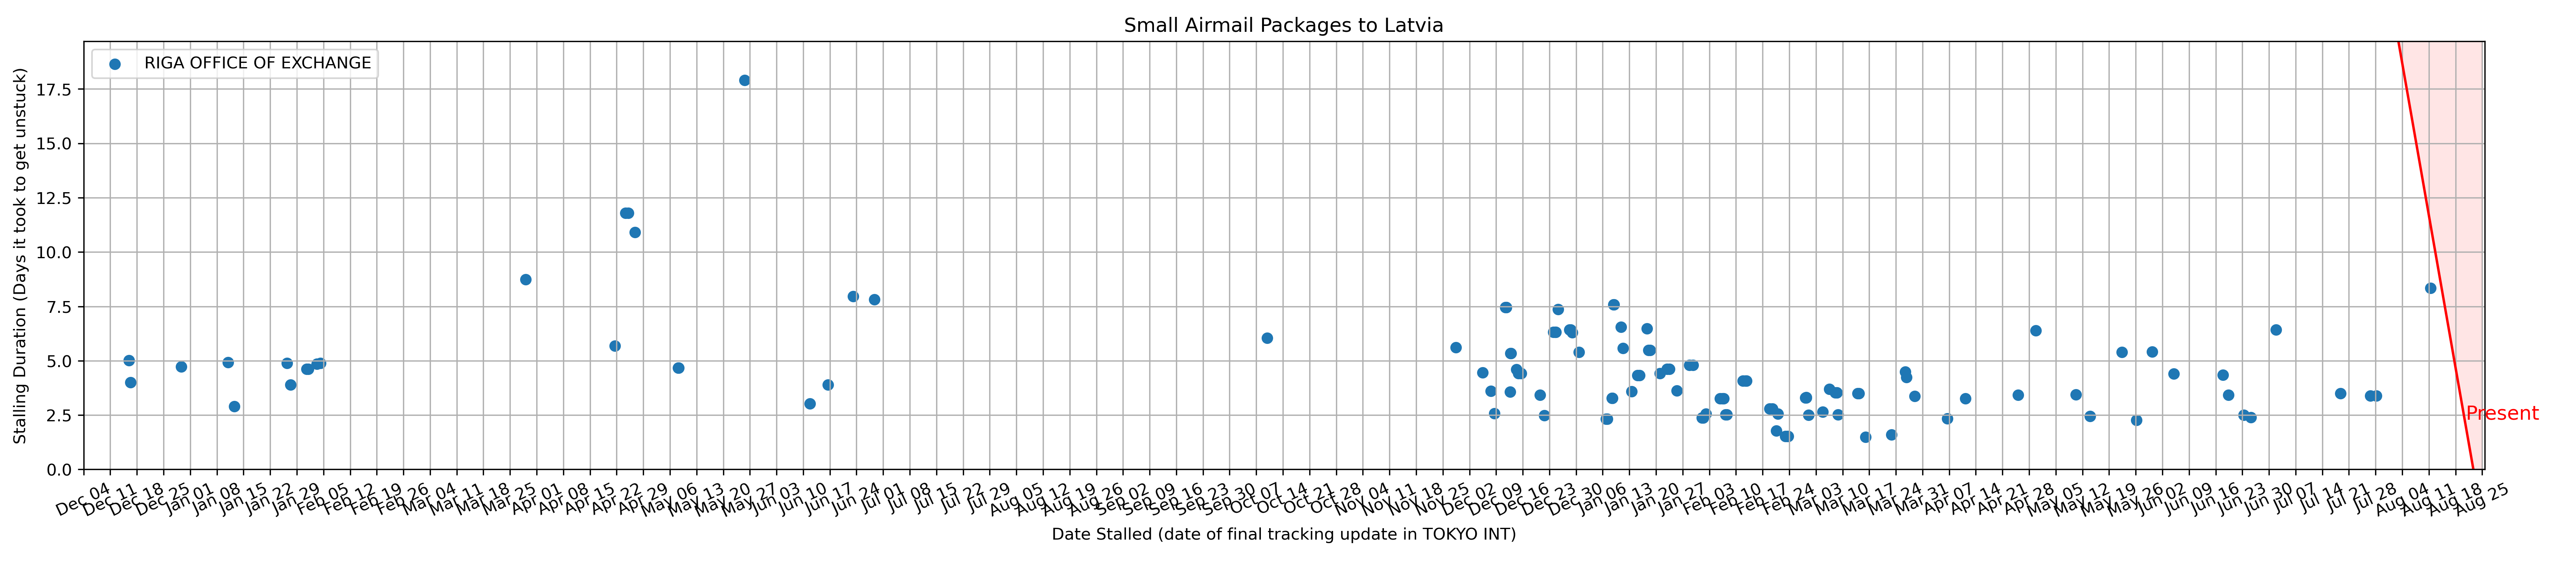 Small Airmail Packages to Latvia
RIGA OFFICE OF EXCHANGE
Stalling Duration (Days it took to get unstuck)
17.5
15.0
12.5
10.0
7.5
5.0
2.5
0.0
Present
Dec 04 Dec 11 Dec 18 Dec 25 Jan 01 Jan 08 Jan 15 Jan 22 Jan 29 Feb 05 Feb 12 Feb 19 Feb 26 Mar 04 Mar 11 Mar 18 Mar 25 Apr 01 Apr 08 Apr 15 Apr 22 Apr 29 May 06 May 13 May 20 May 27 Jun 03 Jun 10 Jun 17 Jun 24 Jul 01 Jul 08 Jul 15 Jul 22 Jul 29 Aug 05 Aug 12 Aug 19 Aug 26 Sep 02 Sep 09 Sep 16 Sep 23 Sep 30 Oct 07 Oct 14 Oct 21 Oct 28 Nov 04 Nov 11 Nov 18 Nov 25 Dec 02 Dec 09 Dec 16 Dec 23 Dec 30 Jan 06 Jan 13 Jan 20 Jan 27 Feb 03 Feb 10 Feb 17 Feb 24 Mar 03 Mar 10 Mar 17 Mar 24 Mar 31 Apr 07 Apr 14 Apr 21 Apr 28 May 05 May 12 May 19 May 26 Jun 02 Jun 09 Jun 16 Jun 23 Jun 30 Jul 07 Jul 14 Jul 21 Jul 28 Aug 04 Aug 11 Aug 18 Aug 25
Date Stalled (date of final tracking update in TOKYO INT)